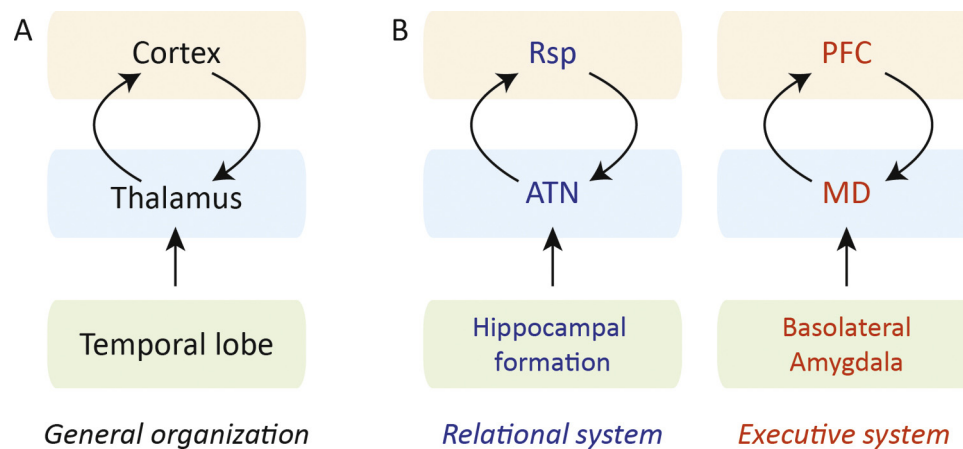 A
Cortex
Thalamus
Temporal lobe
General organization
B
Rsp
ATN
Hippocampal
formation
Relational system
PFC
MD
Basolateral
Amygdala
Executive system